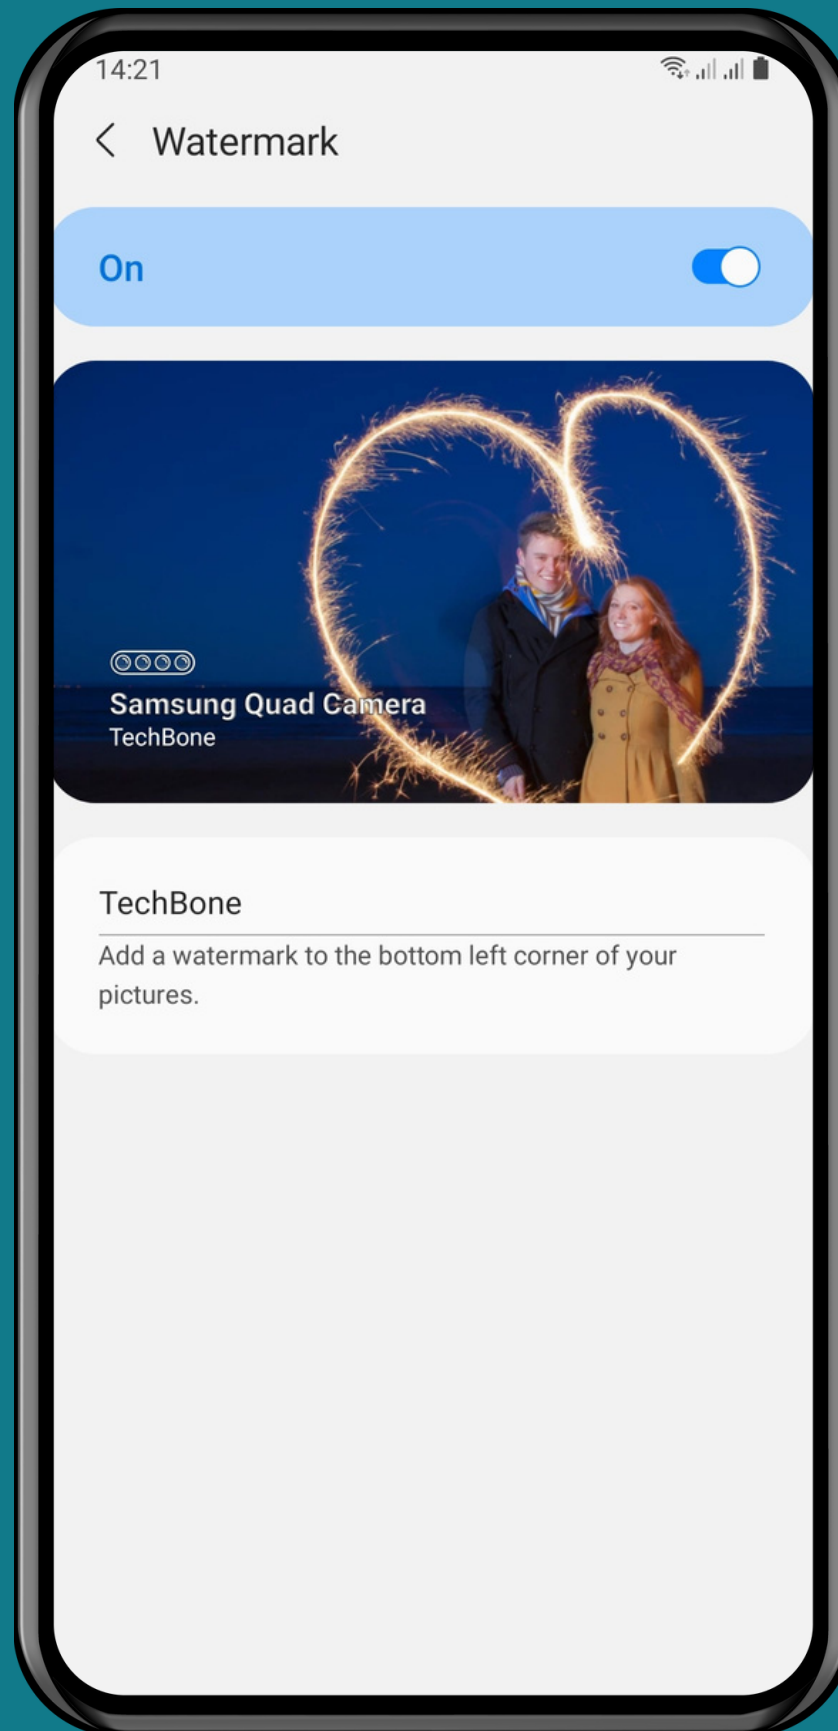 14:21
Watermark
On
Samsung Quad Camera
TechBone
TechBone
Add a watermark to the bottom left corner of your
pictures.